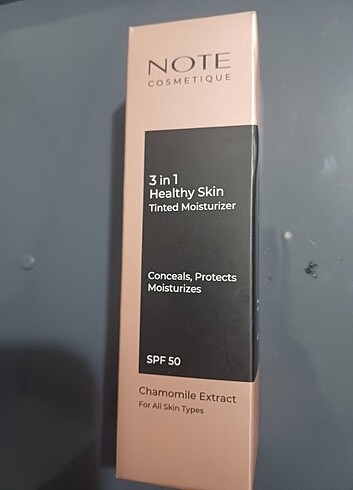 NOTE
COSMETIQUE
3 in 1
Healthy Skin
Tinted Moisturizer
Conceals, Protects
Moisturizes
SPF 50
Chamomile Extract
For All Skin Types